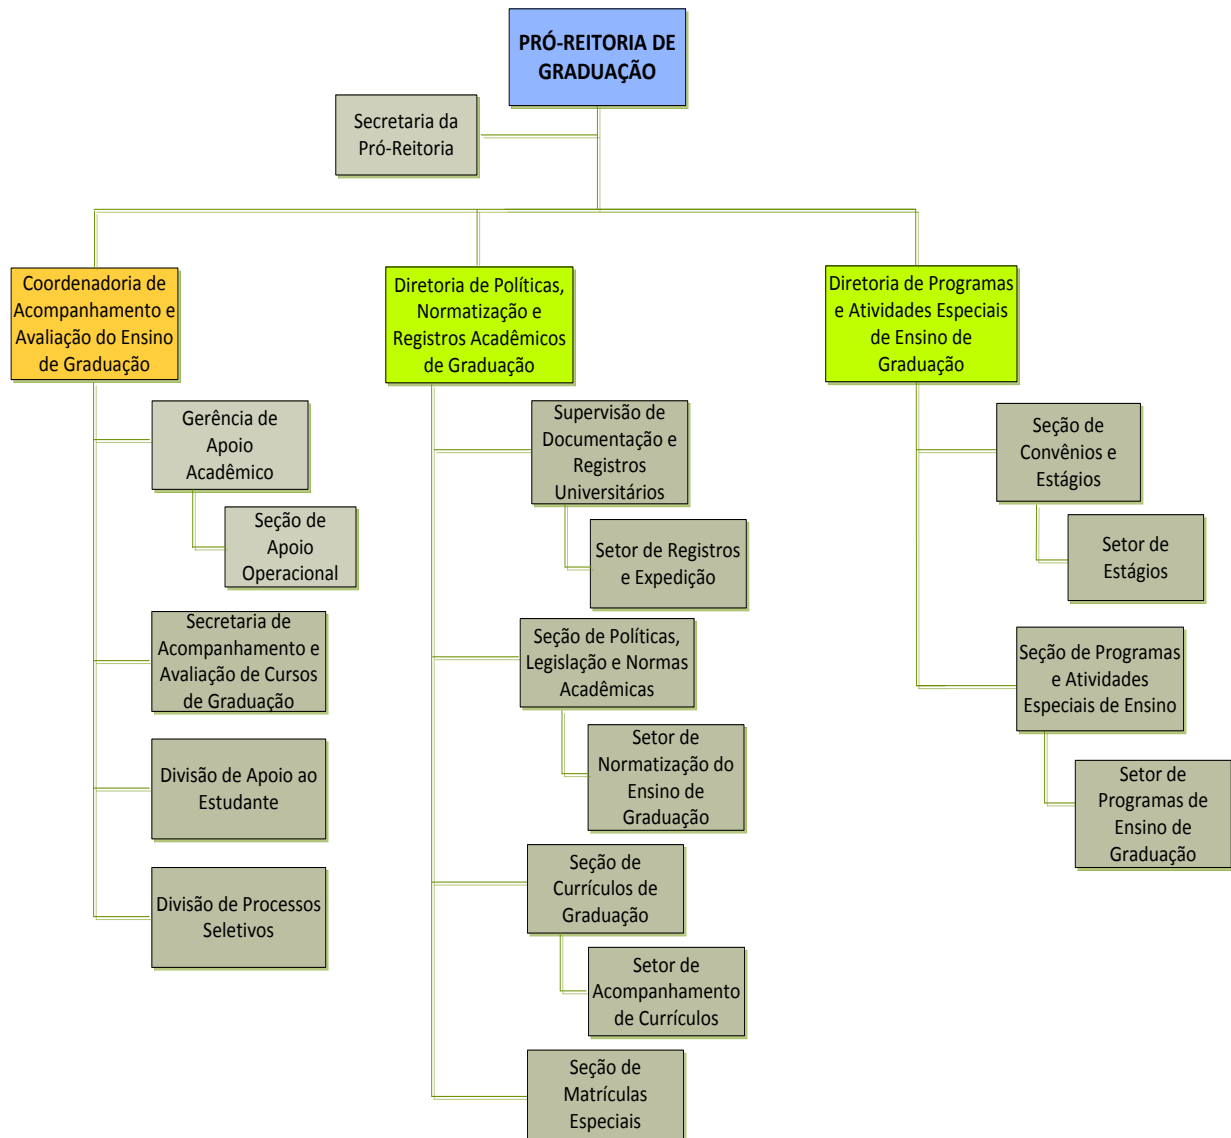 PRÓ-REITORIA DE
GRADUAÇÃO
Secretaria da
Pró-Reitoria
Coordenadoria de
Acompanhamento e
Avaliação do Ensino
de Graduação
Gerência de
Apoio
Acadêmico
Seção de
Apoio
Operacional
Secretaria de
Acompanhamento e
Avaliação de Cursos
de Graduação
Divisão de Apoio ao
Estudante
Divisão de Processos
Seletivos
Diretoria de Políticas,
Normatização e
Registros Acadêmicos
de Graduação
Supervisão de
Documentação e
Registros
Universitários
Setor de Registros
e Expedição
Seção de Políticas,
Legislação e Normas
Acadêmicas
Setor de
Normatização do
Ensino de
Graduação
Seção de
Currículos de
Graduação
Setor de
Acompanhamento
de Currículos
Seção de
Matrículas
Especiais
Diretoria de Programas
e Atividades Especiais
de Ensino de
Graduação
Seção de
Convênios e
Estágios
Setor de
Estágios
Seção de Programas
e Atividades
Especiais de Ensino
Setor de
Programas de
Ensino de
Graduação